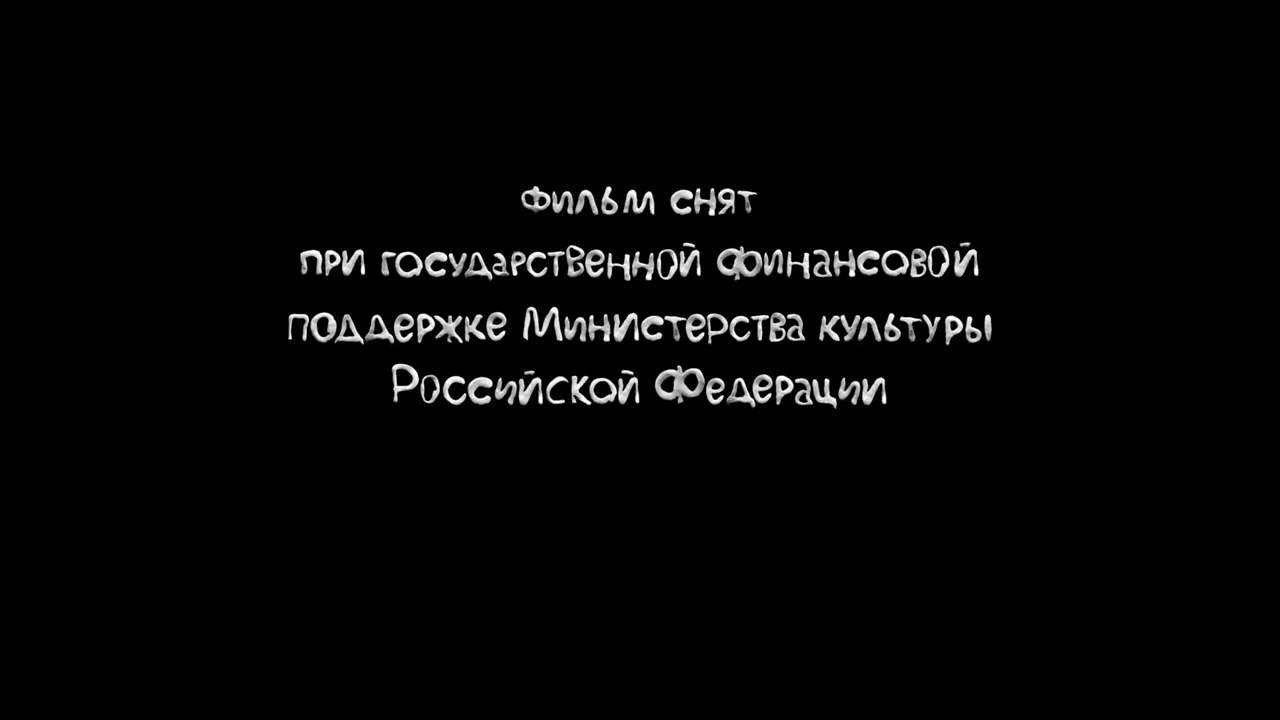 Фильм снят
при государственной финансовой
поддержке Министерства культуры
Российской Федерации